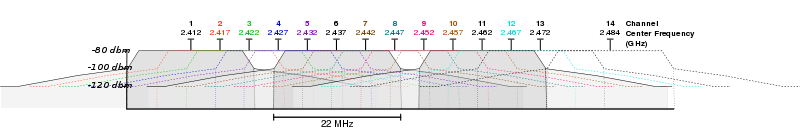 1 2 3 4 5 6 7 8 9 10 11 12 13 14 Channel
2.412 2.417 2.422 2.427 2.432 2.437 2.442 2.447 2.452 2.457 2.462 2.467 2.472 2.484 Center Frequency
(GHz)
-80 dbm
-100 dbm
-120 dbm
22 MHz